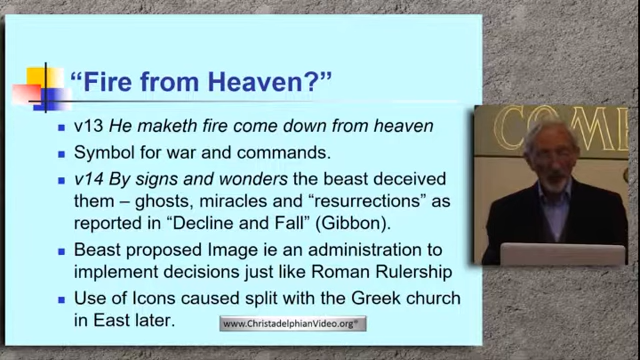 “Fire from Heaven?”
v13 He maketh fire come down from heaven
Symbol for war and commands.
v14 By signs and wonders the beast deceived
them – ghosts, miracles and “resurrections” as
reported in “Decline and Fall” (Gibbon).
Beast proposed Image ie an administration to
implement decisions just like Roman Rulership
Use of Icons caused split with the Greek church
in East later.
www.ChristadelphianVideo.org